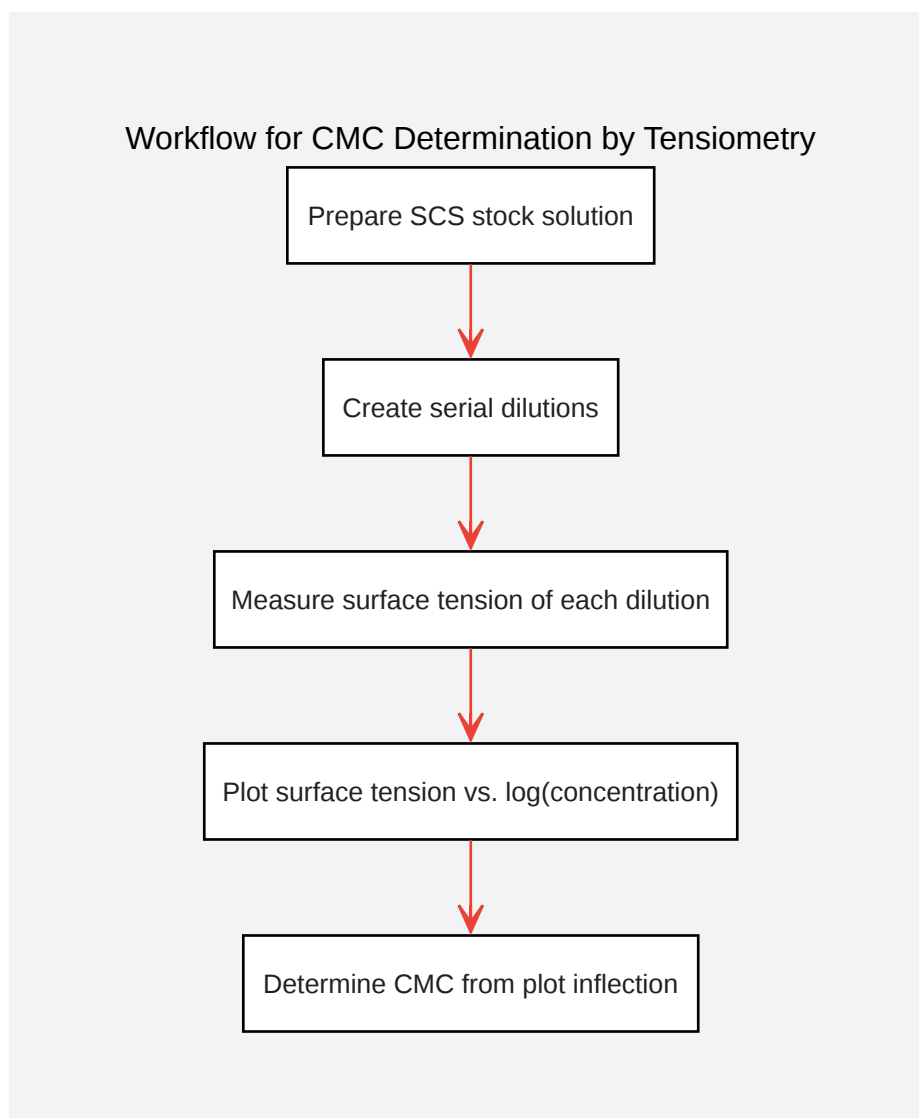 Workflow for CMC Determination by Tensiometry
Prepare SCS stock solution
Create serial dilutions
Measure surface tension of each dilution
Plot surface tension vs. log(concentration)
Determine CMC from plot inflection